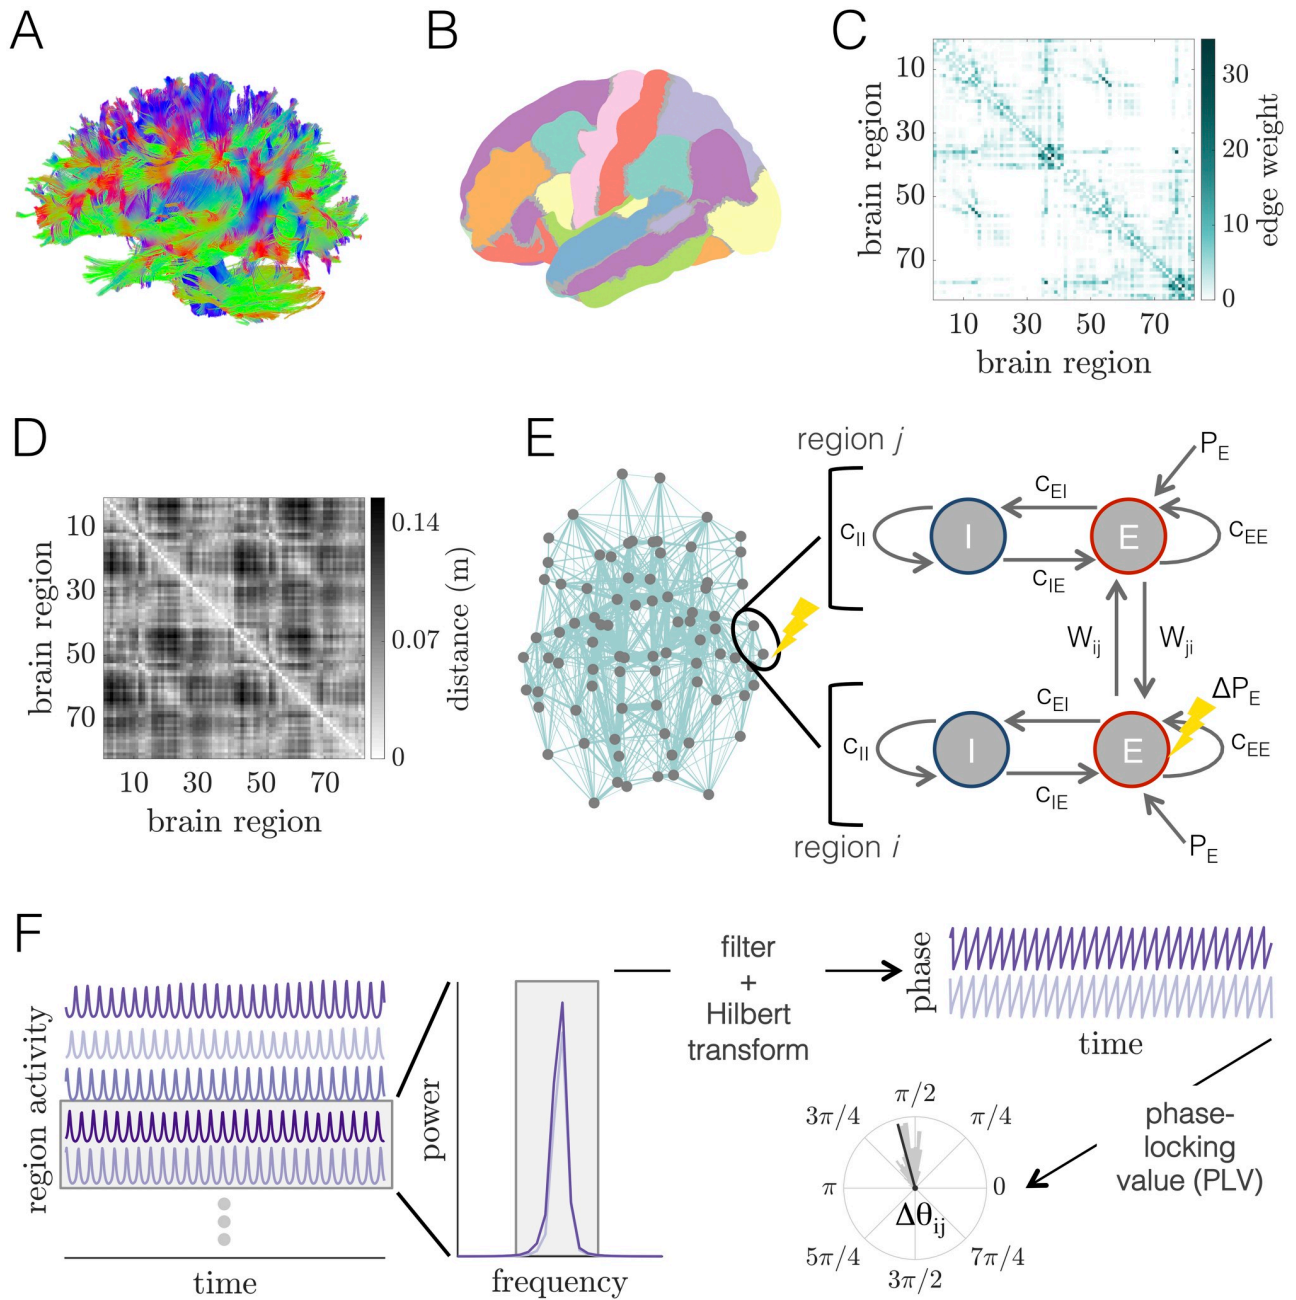 A
B
C
brain region
10
30
50
70
10 30 50 70
brain region
30
20
10
0
edge weight
D
brain region
10
30
50
70
10 30 50 70
brain region
0.14
0.07
0
distance (m)
E
region j
region i
I
E
c_EI
c_IE
c_II
c_EE
P_E
W_ij
W_ji
I
E
c_EI
c_IE
c_II
c_EE
ΔP_E
P_E
F
region activity
time
power
frequency
filter
+
Hilbert
transform
phase
time
phase-
locking
value (PLV)
π/2
3π/4
π/4
π
0
Δθ_ij
5π/4
7π/4
3π/2